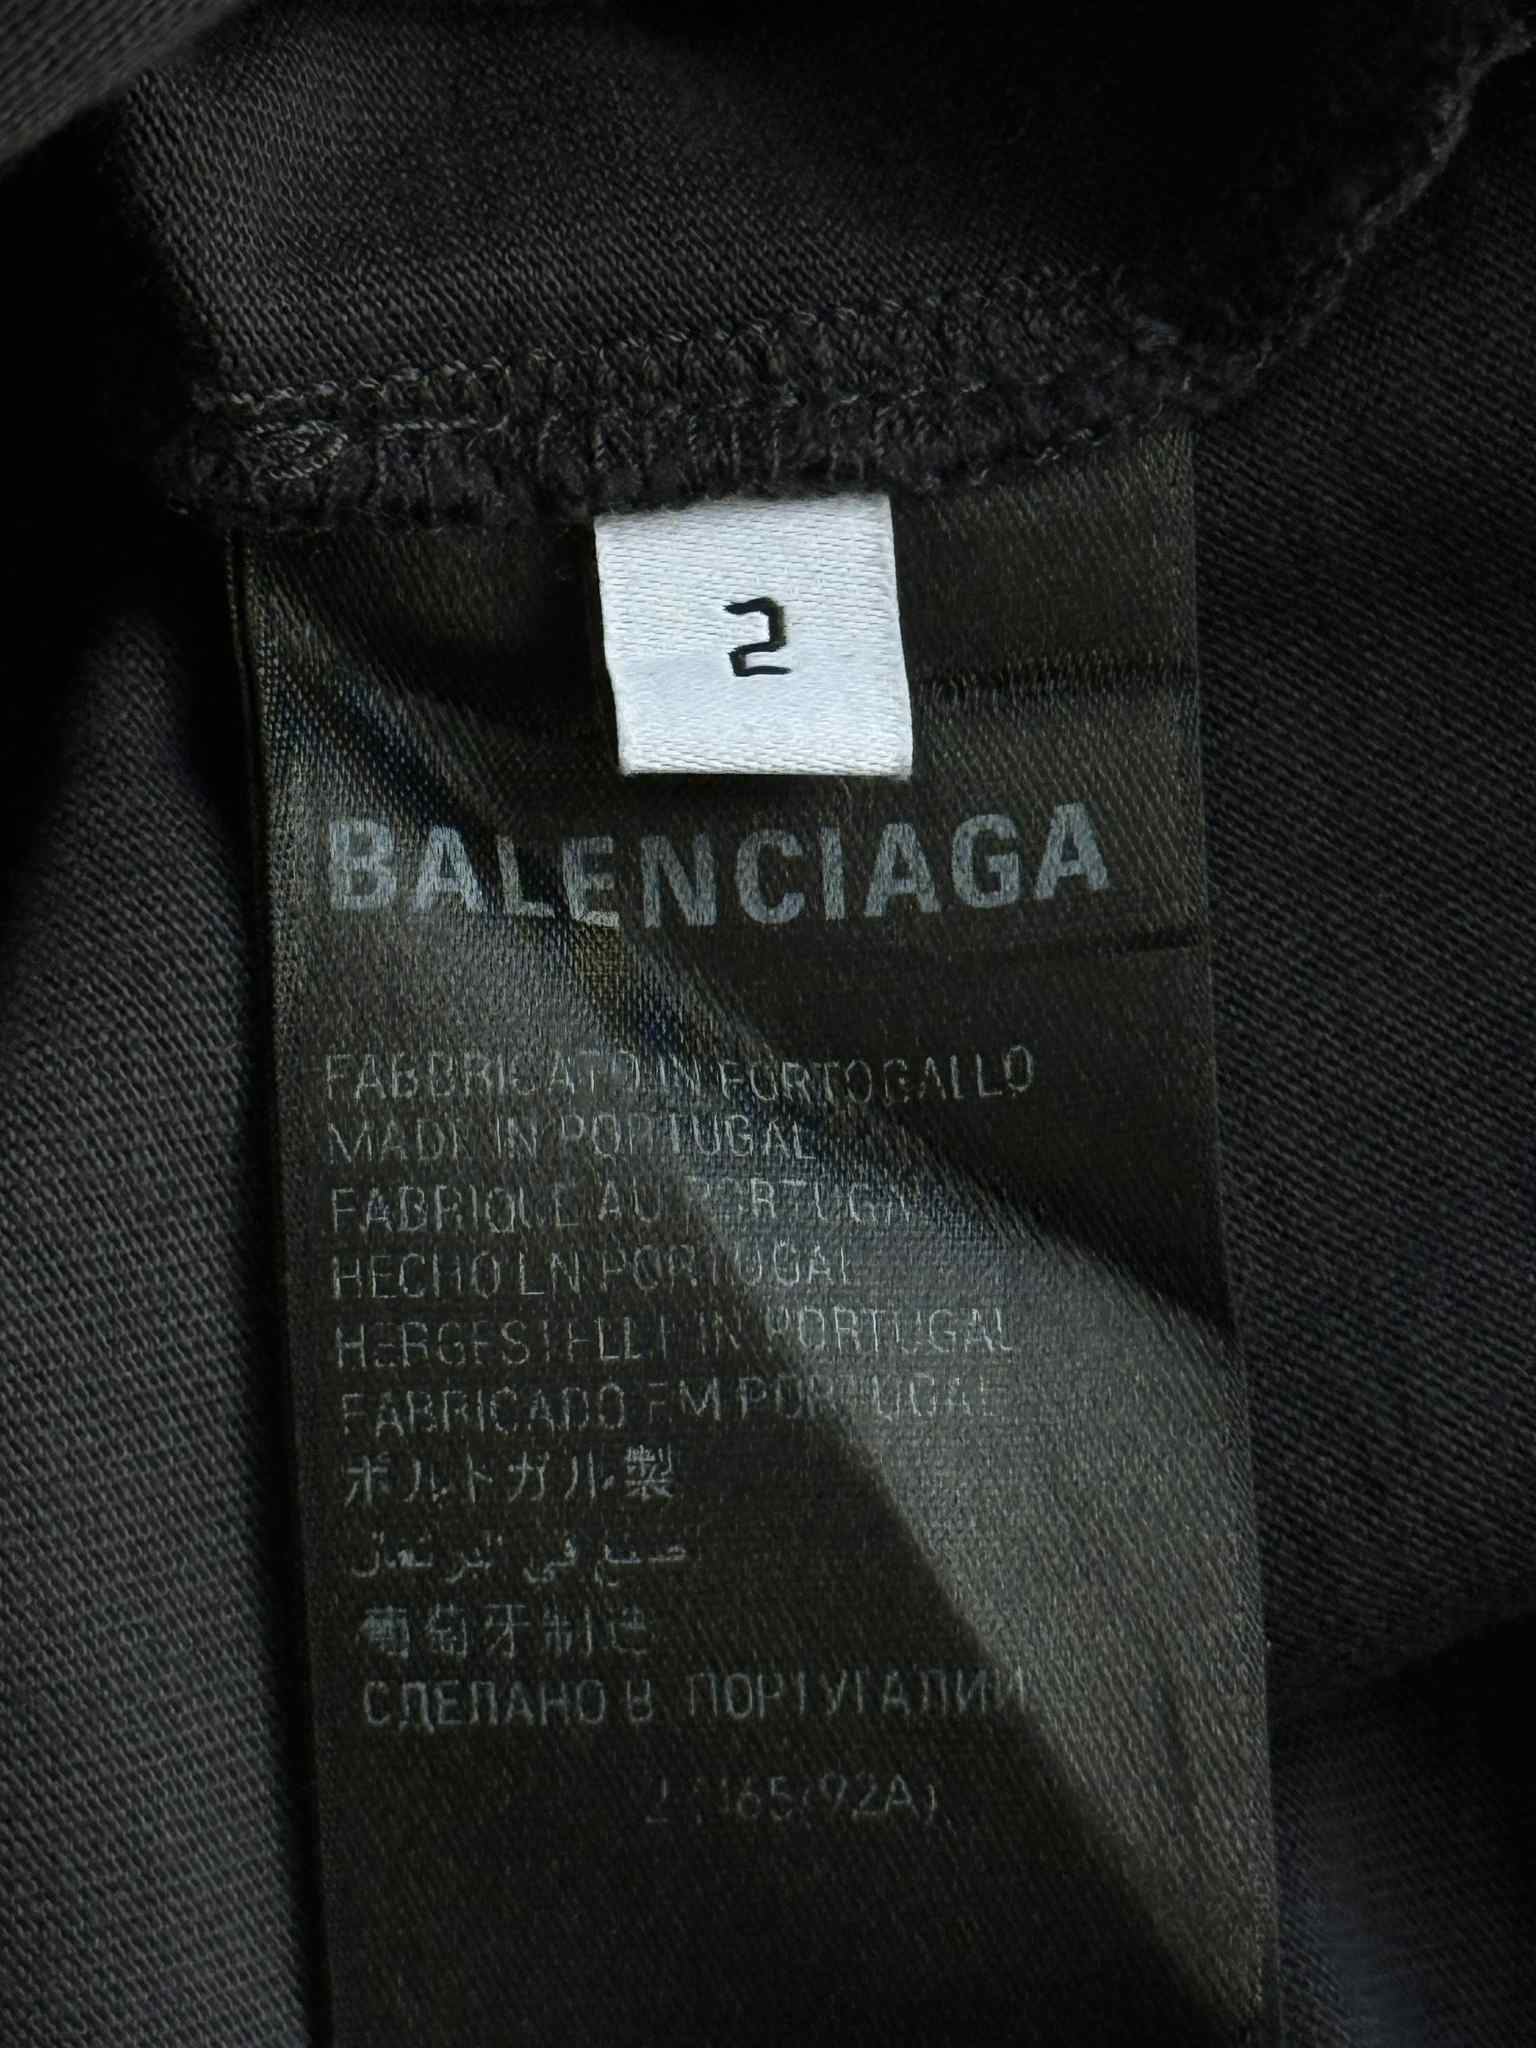 2
BALENCIAGA
FABBRICATO IN PORTOGALLO
MADE IN PORTUGAL
FABRIQUE AU PORTUGAL
HECHO EN PORTUGAL
HERGESTELLT IN PORTUGAL
FABRICADO EM PORTUGAL
ポルトガル製
صنع في البرتغال
葡萄牙制造
СДЕЛАНО В ПОРТУГАЛИИ